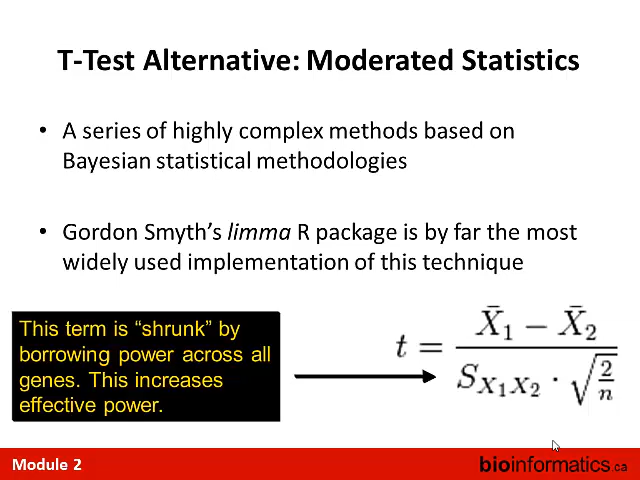 T-Test Alternative: Moderated Statistics
• A series of highly complex methods based on
Bayesian statistical methodologies
• Gordon Smyth's limma R package is by far the most
widely used implementation of this technique
This term is “shrunk” by
borrowing power across all
genes. This increases
effective power.
t = (X̄₁ − X̄₂) / (S_{X₁X₂} · √(2/n))
Module 2
bioinformatics.ca